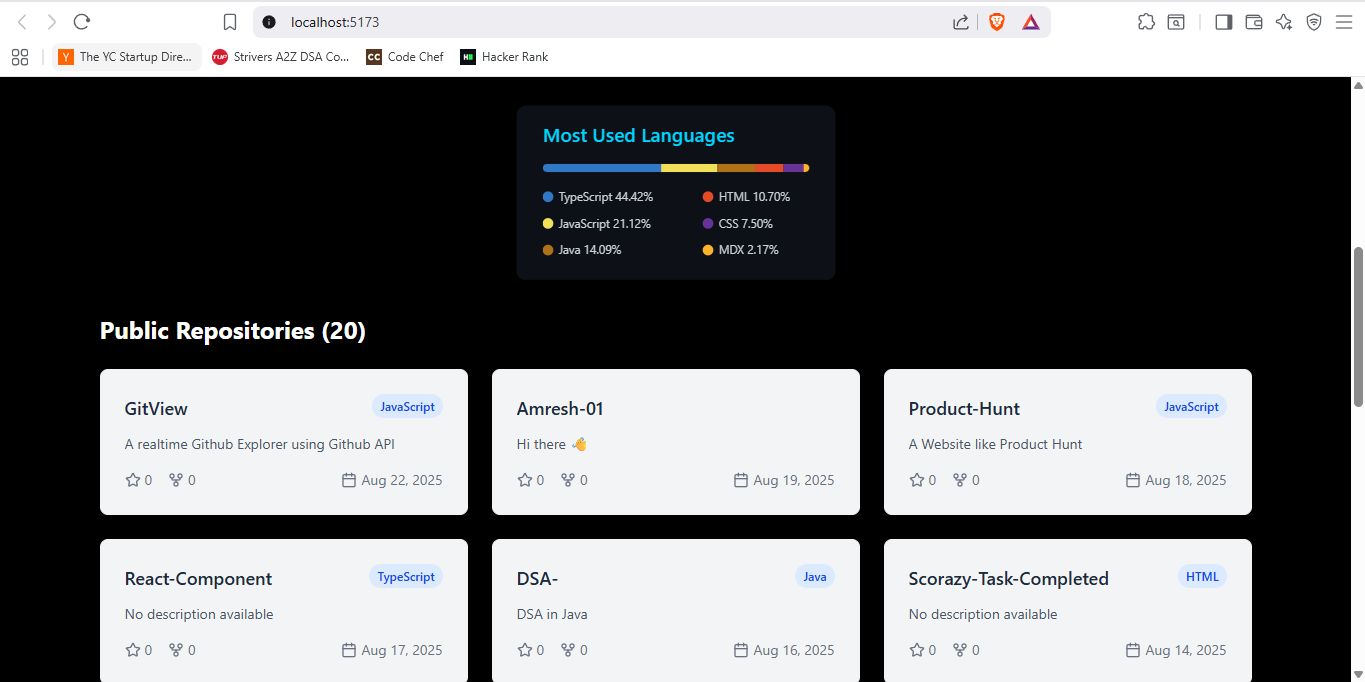 localhost:5173
Y The YC Startup Dire... TUF Strivers A2Z DSA Co... CC Code Chef H Hacker Rank
Most Used Languages
TypeScript 44.42% HTML 10.70%
JavaScript 21.12% CSS 7.50%
Java 14.09% MDX 2.17%
Public Repositories (20)
GitView JavaScript Amresh-01 Product-Hunt JavaScript
A realtime Github Explorer using Github API Hi there 👋 A Website like Product Hunt
0 0 Aug 22, 2025 0 0 Aug 19, 2025 0 0 Aug 18, 2025
React-Component TypeScript DSA- Java Scorazy-Task-Completed HTML
No description available DSA in Java No description available
0 0 Aug 17, 2025 0 0 Aug 16, 2025 0 0 Aug 14, 2025